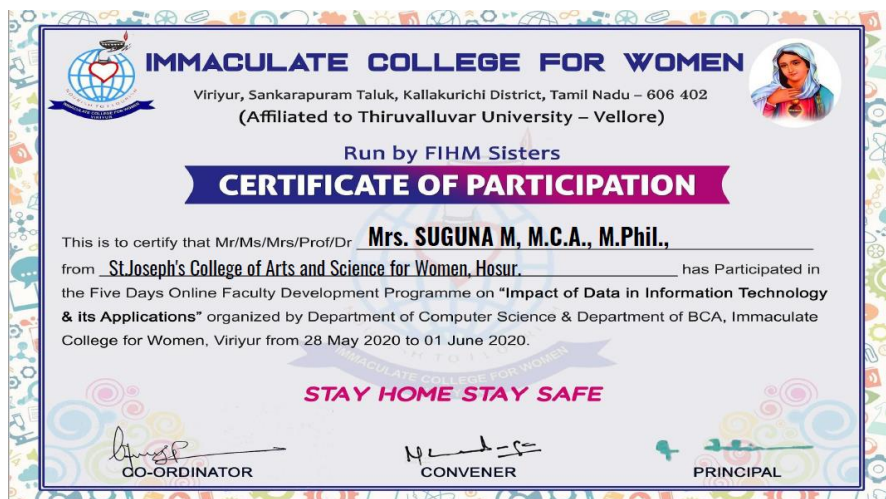 IMMACULATE COLLEGE FOR WOMEN
Viriyur, Sankarapuram Taluk, Kallakurichi District, Tamil Nadu – 606 402
(Affiliated to Thiruvalluvar University – Vellore)
Run by FIHM Sisters
CERTIFICATE OF PARTICIPATION
This is to certify that Mr/Ms/Mrs/Prof/Dr Mrs. SUGUNA M, M.C.A., M.Phil.,
from St.Joseph's College of Arts and Science for Women, Hosur. has Participated in
the Five Days Online Faculty Development Programme on "Impact of Data in Information Technology
& its Applications" organized by Department of Computer Science & Department of BCA, Immaculate
College for Women, Viriyur from 28 May 2020 to 01 June 2020.
STAY HOME STAY SAFE
CO-ORDINATOR CONVENER PRINCIPAL